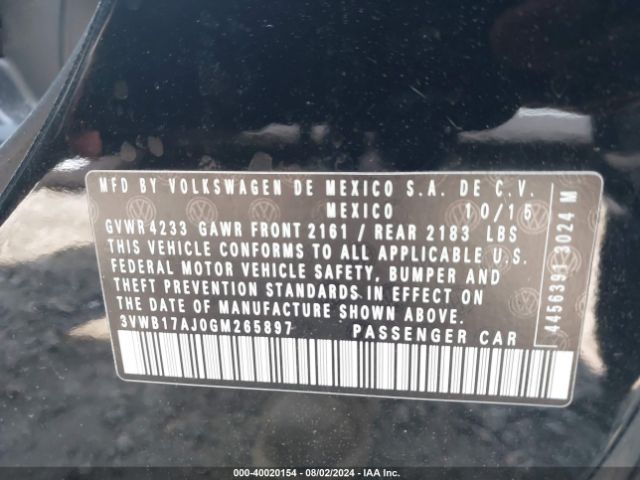 MFD BY VOLKSWAGEN DE MEXICO S.A. DE C.V.
MEXICO 10/15
GVWR 4233 GAWR FRONT 2161 / REAR 2183 LBS
THIS VEHICLE CONFORMS TO ALL APPLICABLE U.S.
FEDERAL MOTOR VEHICLE SAFETY, BUMPER AND
THEFT PREVENTION STANDARDS IN EFFECT ON
THE DATE OF MANUFACTURE SHOWN ABOVE.
3VWB17AJ0GM265897 PASSENGER CAR
4456391 3024 M
000-40020154 - 08/02/2024 - IAA Inc.